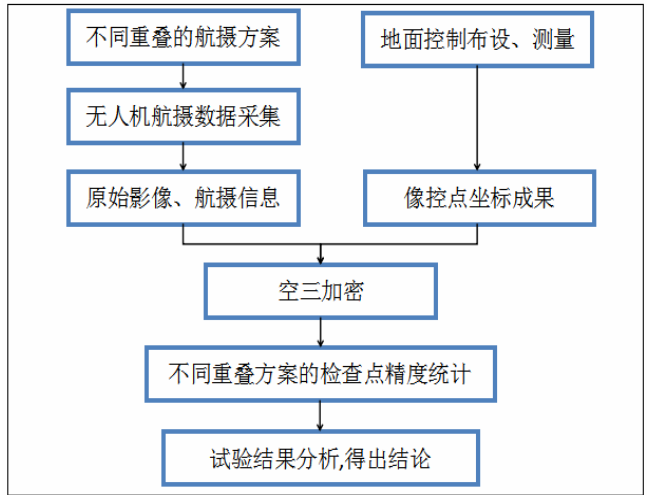 不同重叠的航摄方案
地面控制布设、测量
无人机航摄数据采集
原始影像、航摄信息
像控点坐标成果
空三加密
不同重叠方案的检查点精度统计
试验结果分析,得出结论